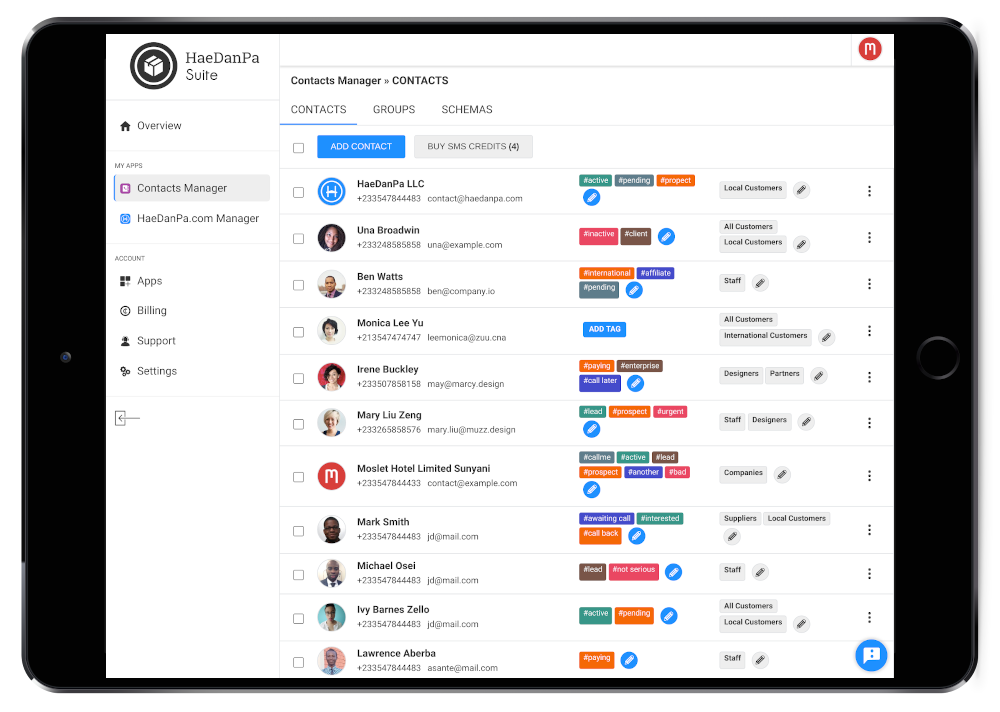 HaeDanPa
Suite
Contacts Manager » CONTACTS
CONTACTS GROUPS SCHEMAS
Overview
MY APPS
Contacts Manager
HaeDanPa.com Manager
ACCOUNT
Apps
Billing
Support
Settings
ADD CONTACT BUY SMS CREDITS (4)
HaeDanPa LLC
+233547844483 contact@haedanpa.com
#active #pending #propect
Local Customers
Una Broadwin
+233248585858 una@example.com
#inactive #client
All Customers
Local Customers
Ben Watts
+233248585858 ben@company.io
#international #affiliate
#pending
Staff
Monica Lee Yu
+213547474747 leemonica@zuu.cna
ADD TAG
All Customers
International Customers
Irene Buckley
+233507858158 may@marcy.design
#paying #enterprise
#call later
Designers Partners
Mary Liu Zeng
+233265858576 mary.liu@muzz.design
#lead #prospect #urgent
Staff Designers
Moslet Hotel Limited Sunyani
+233547844433 contact@example.com
#callme #active #lead
#prospect #another #bad
Companies
Mark Smith
+233547844483 jd@mail.com
#awaiting call #interested
#call back
Suppliers Local Customers
Michael Osei
+233547844483 jd@mail.com
#lead #not serious
Staff
Ivy Barnes Zello
+233547844483 jd@mail.com
#active #pending
All Customers
Local Customers
Lawrence Aberba
+233547844483 asante@mail.com
#paying
Staff